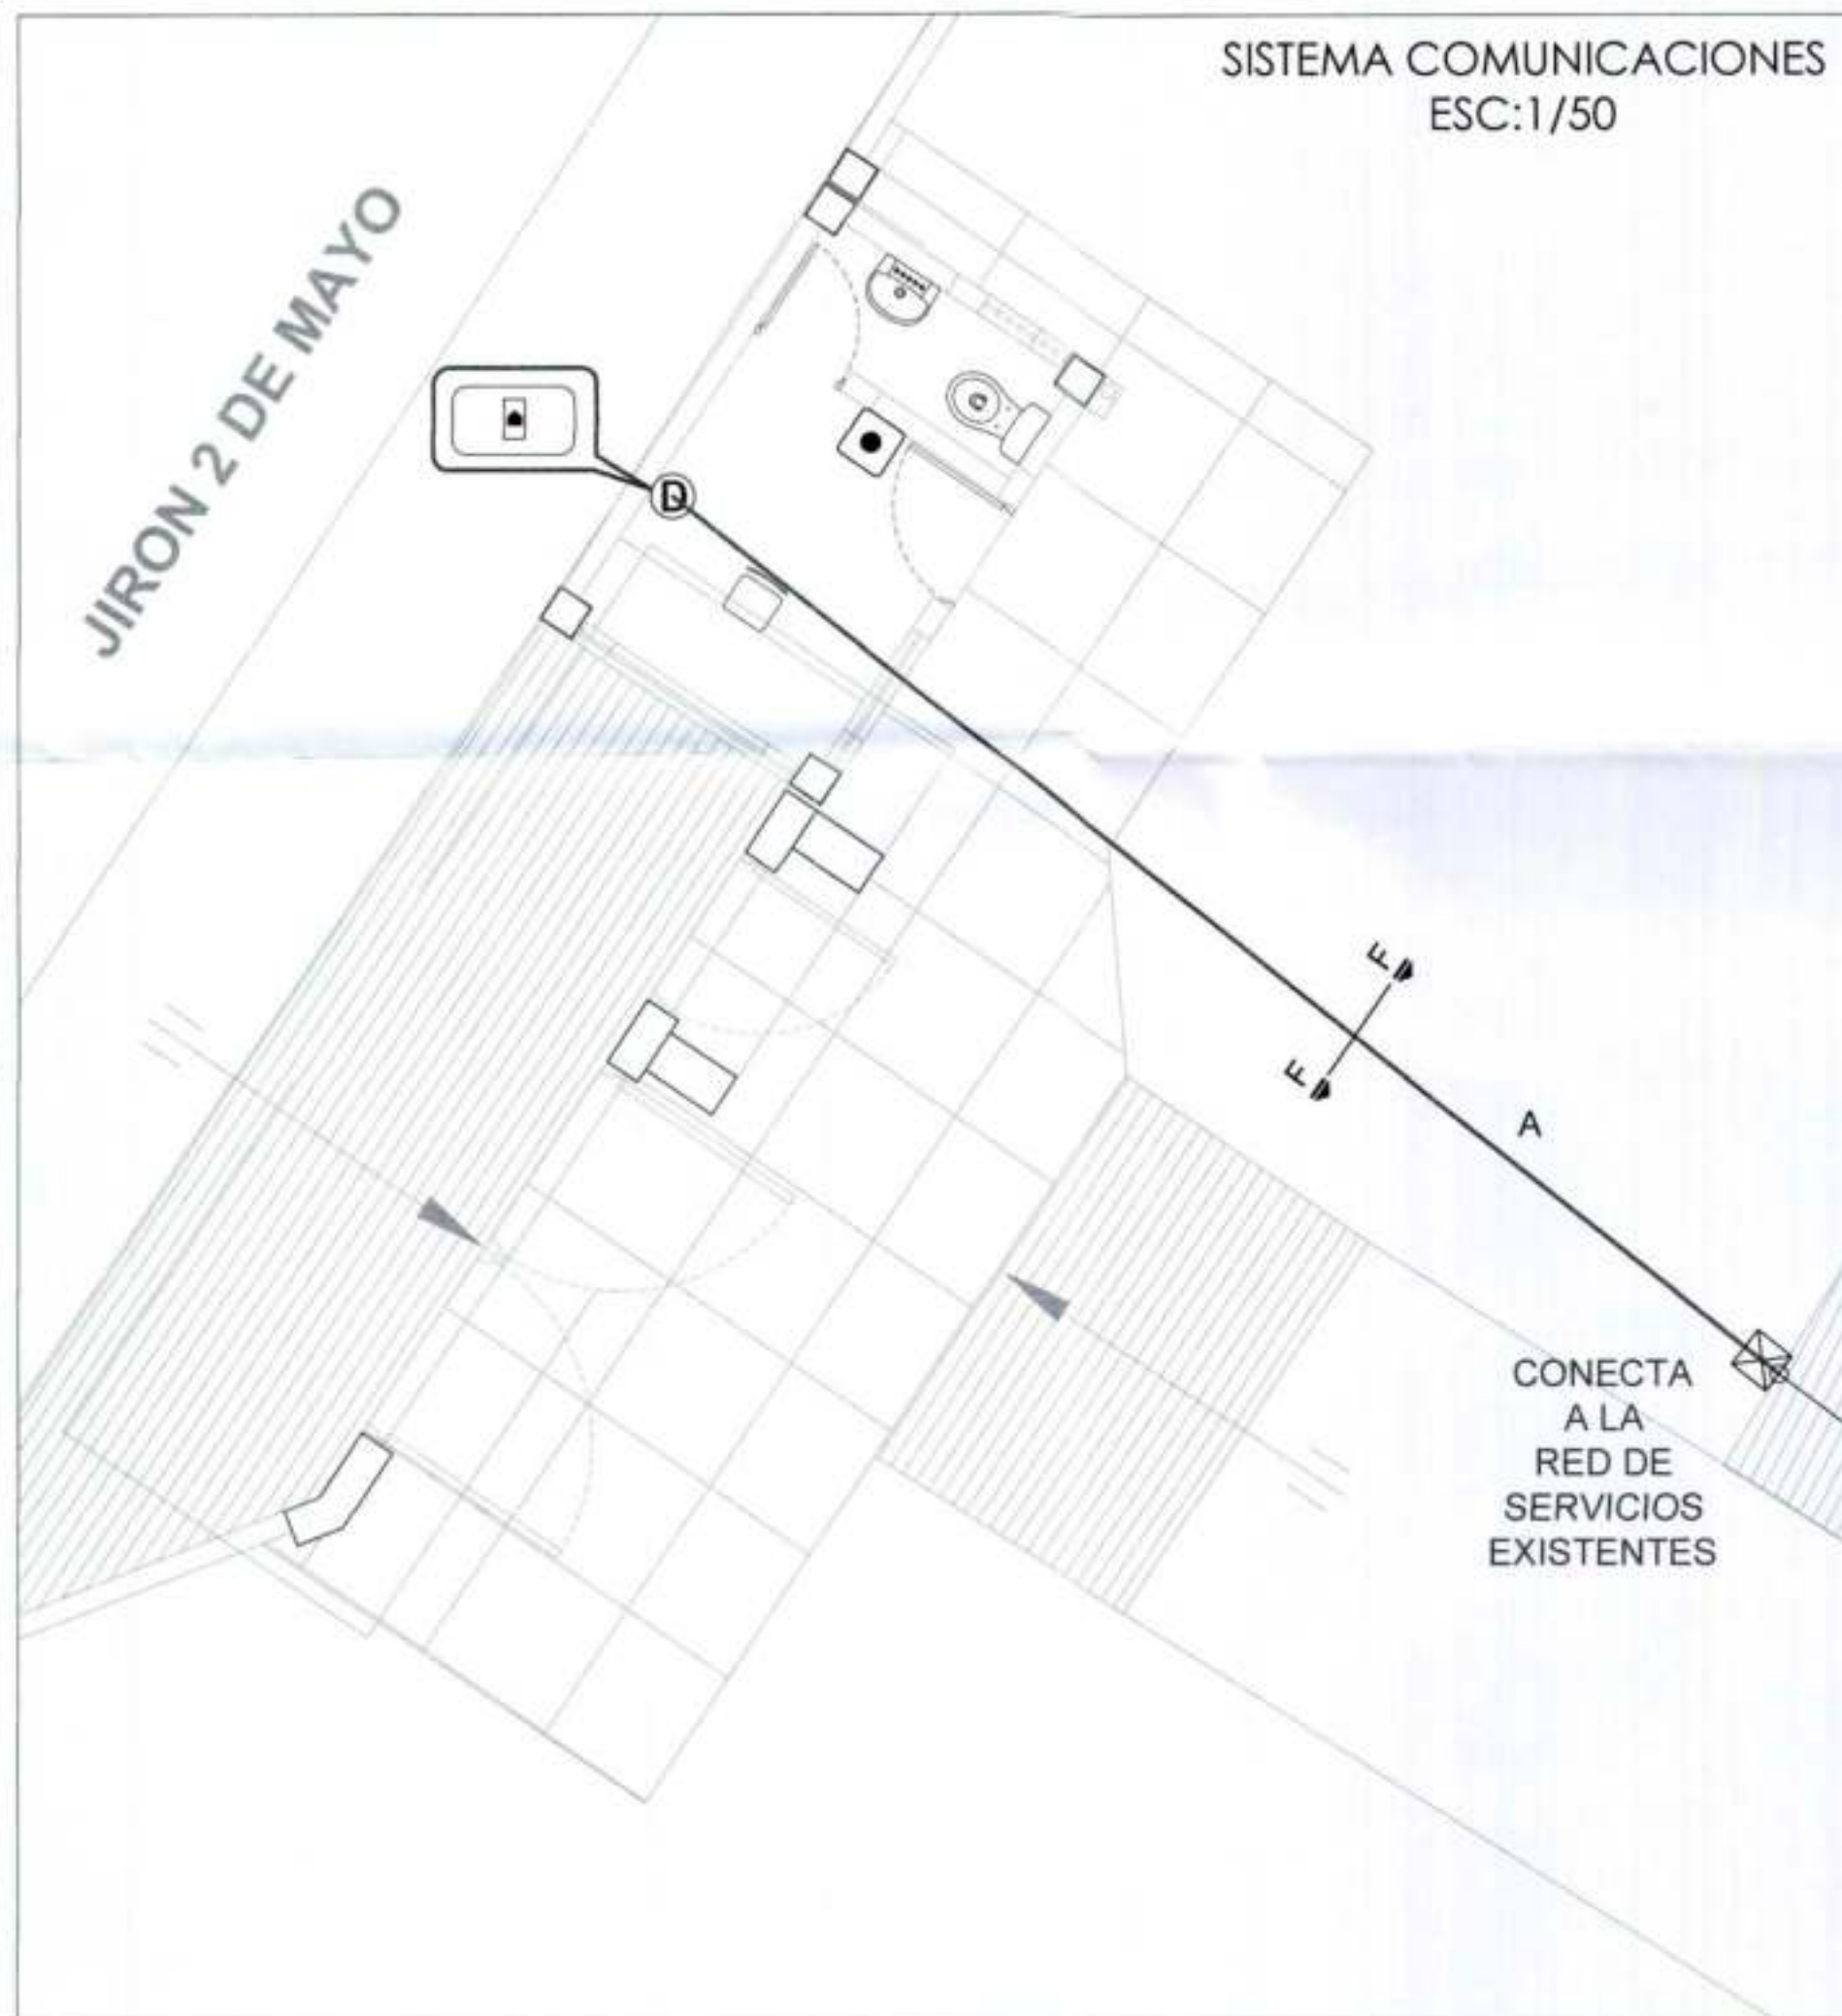 SISTEMA COMUNICACIONES
ESC:1/50
JIRON 2 DE MAYO
D
F
F
A
CONECTA
A LA
RED DE
SERVICIOS
EXISTENTES